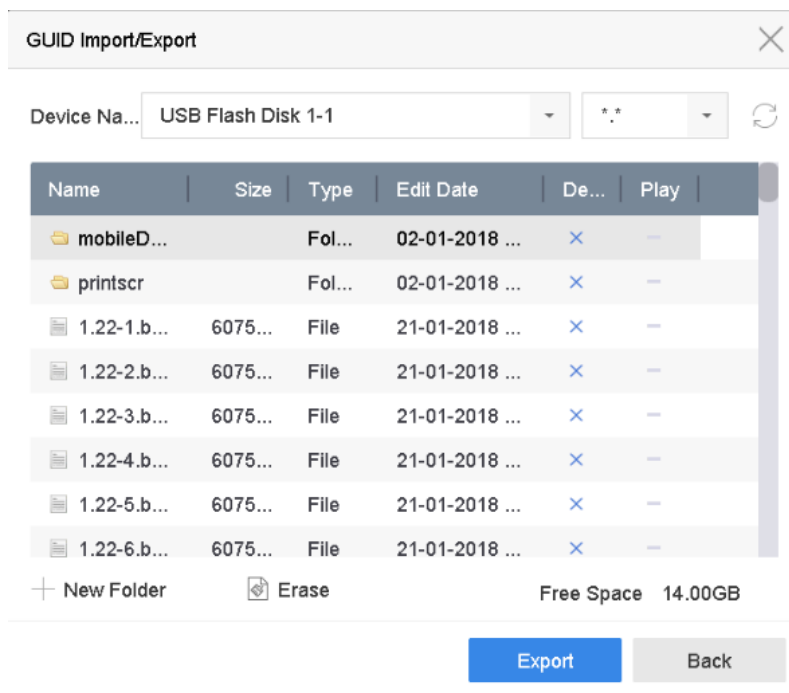 GUID Import/Export
Device Na... USB Flash Disk 1-1 *.*
Name Size Type Edit Date De... Play
mobileD... Fol... 02-01-2018 ...
printscr Fol... 02-01-2018 ...
1.22-1.b... 6075... File 21-01-2018 ...
1.22-2.b... 6075... File 21-01-2018 ...
1.22-3.b... 6075... File 21-01-2018 ...
1.22-4.b... 6075... File 21-01-2018 ...
1.22-5.b... 6075... File 21-01-2018 ...
1.22-6.b... 6075... File 21-01-2018 ...
New Folder Erase Free Space 14.00GB
Export Back